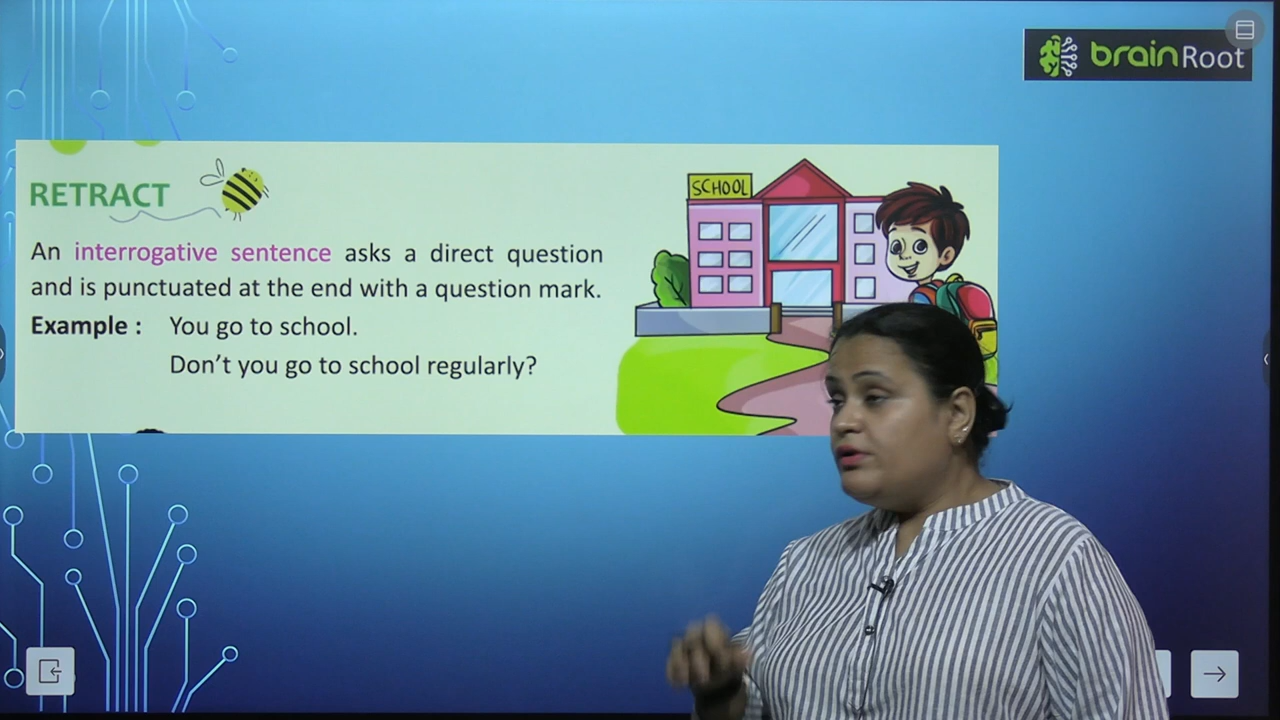 brainRoot
RETRACT
SCHOOL
An interrogative sentence asks a direct question
and is punctuated at the end with a question mark.
Example : You go to school.
Don't you go to school regularly?